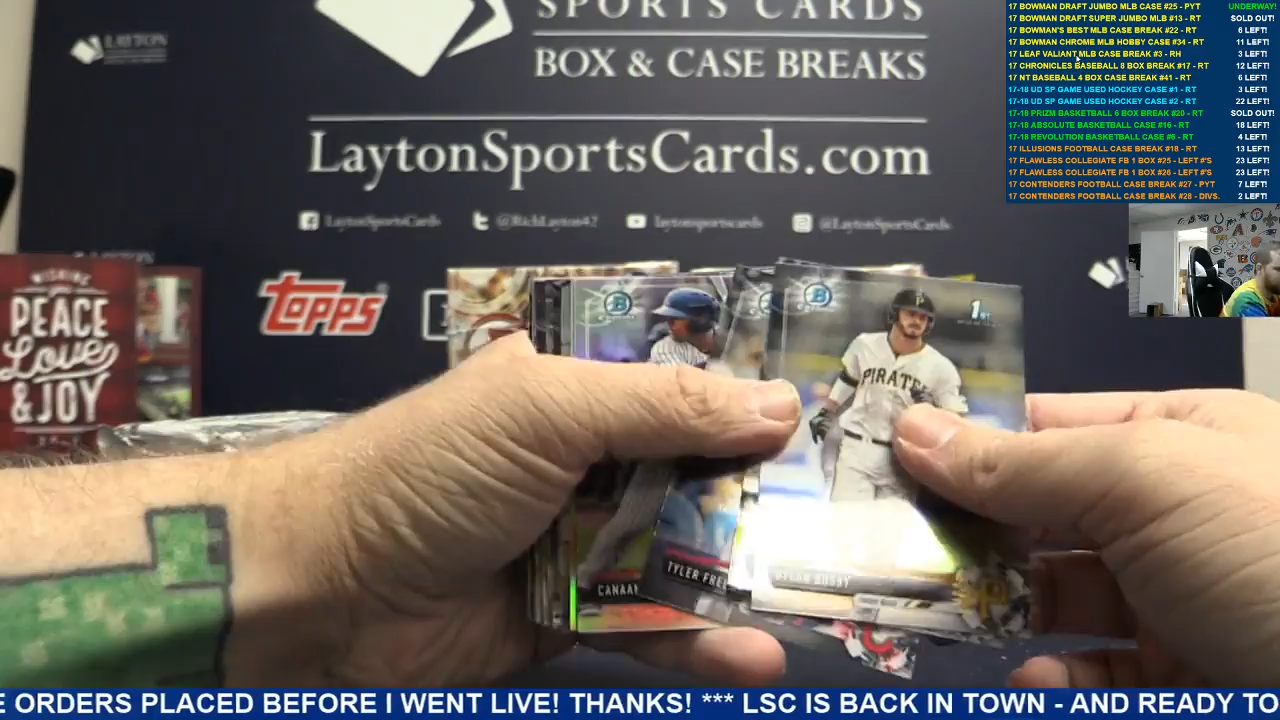 SPORTS CARDS
BOX & CASE BREAKS
LaytonSportsCards.com
LaytonSportsCards
@RichLayton42
laytonsportscards
@LaytonSportsCards
LAYTON
17 BOWMAN DRAFT JUMBO MLB CASE #25 - PYT UNDERWAY!
17 BOWMAN DRAFT SUPER JUMBO MLB #13 - RT SOLD OUT!
17 BOWMAN'S BEST MLB CASE BREAK #22 - RT 6 LEFT!
17 BOWMAN CHROME MLB HOBBY CASE #34 - RT 11 LEFT!
17 LEAF VALIANT MLB CASE BREAK #3 - RH 3 LEFT!
17 CHRONICLES BASEBALL 8 BOX BREAK #17 - RT 12 LEFT!
17 NT BASEBALL 4 BOX CASE BREAK #41 - RT 6 LEFT!
17-18 UD SP GAME USED HOCKEY CASE #1 - RT 3 LEFT!
17-18 UD SP GAME USED HOCKEY CASE #2 - RT 22 LEFT!
17-18 PRIZM BASKETBALL 6 BOX BREAK #20 - RT SOLD OUT!
17-18 ABSOLUTE BASKETBALL CASE #16 - RT 18 LEFT!
17-18 REVOLUTION BASKETBALL CASE #6 - RT 4 LEFT!
17 ILLUSIONS FOOTBALL CASE BREAK #18 - RT 13 LEFT!
17 FLAWLESS COLLEGIATE FB 1 BOX #25 - LEFT #'S 23 LEFT!
17 FLAWLESS COLLEGIATE FB 1 BOX #26 - LEFT #'S 23 LEFT!
17 CONTENDERS FOOTBALL CASE BREAK #27 - PYT 7 LEFT!
17 CONTENDERS FOOTBALL CASE BREAK #28 - DIVS. 2 LEFT!
WISHING
PEACE
Love
& JOY
topps
B
B
1st
PIRATE
CANAA
TYLER FRE
BUSBY
E ORDERS PLACED BEFORE I WENT LIVE! THANKS! *** LSC IS BACK IN TOWN - AND READY TO